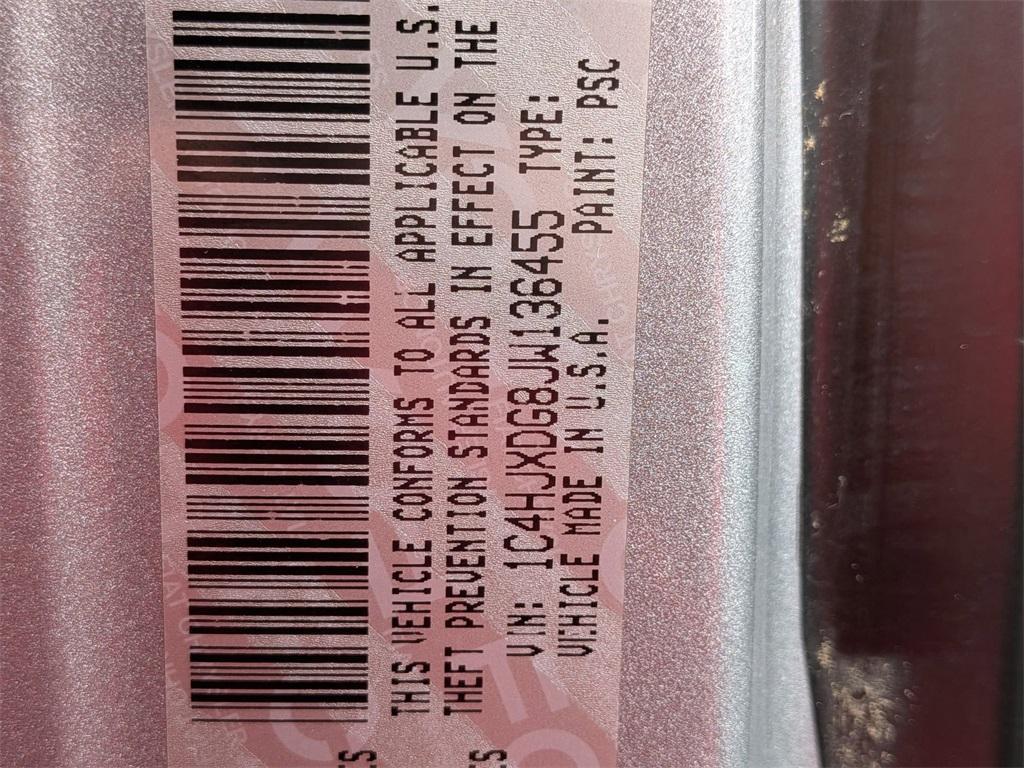 THIS VEHICLE CONFORMS TO ALL APPLICABLE U.S.
THEFT PREVENTION STANDARDS IN EFFECT ON THE
VIN: 1C4HJXDG8JW136455 TYPE:
VEHICLE MADE IN U.S.A. PAINT: PSC